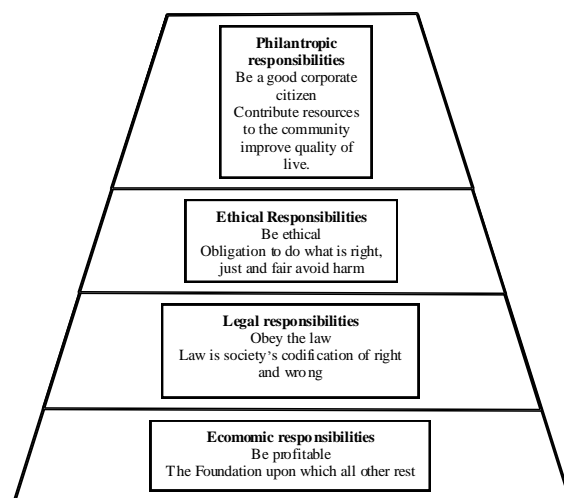 Philantropic
responsibilities
Be a good corporate
citizen
Contribute resources
to the community
improve quality of
live.
Ethical Responsibilities
Be ethical
Obligation to do what is right,
just and fair avoid harm
Legal responsibilities
Obey the law
Law is society's codification of right
and wrong
Ecomomic responsibilities
Be profitable
The Foundation upon which all other rest